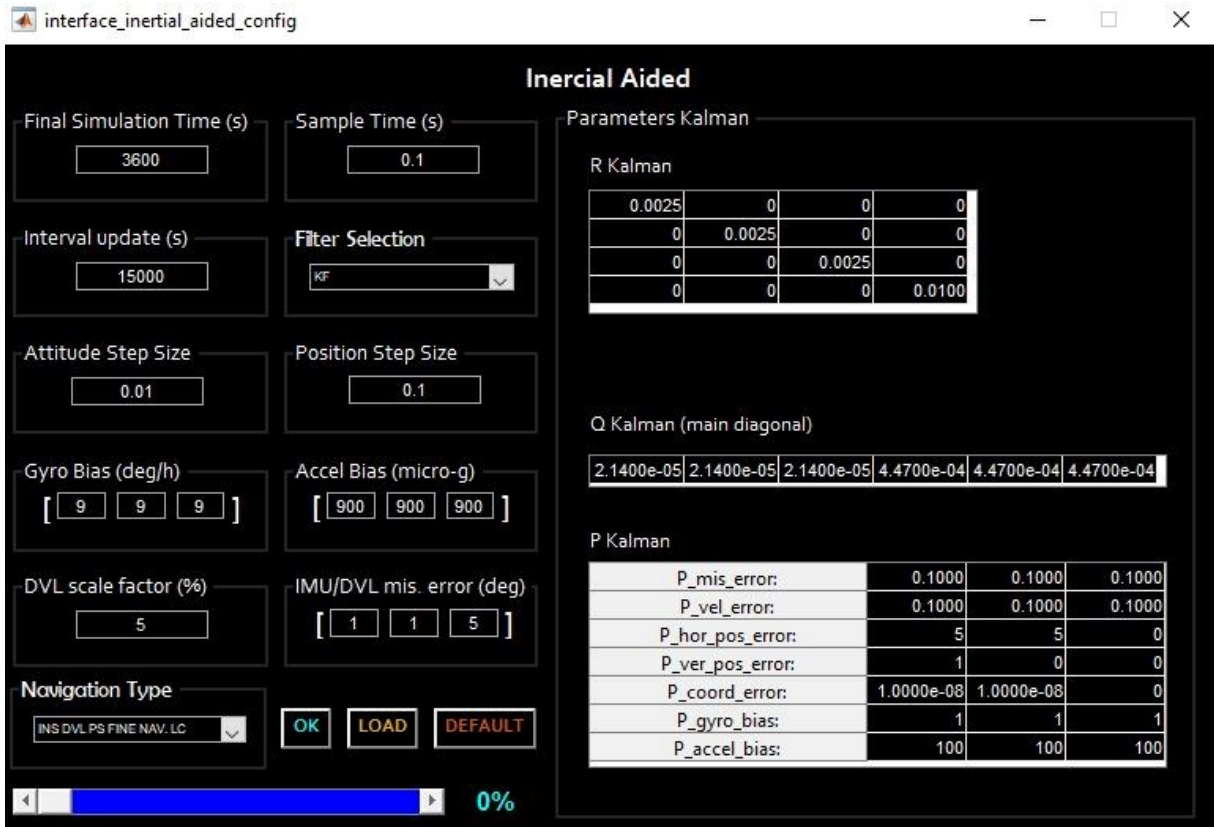 interface_inertial_aided_config
Inercial Aided
Final Simulation Time (s)
3600
Sample Time (s)
0.1
Interval update (s)
15000
Filter Selection
KF
Attitude Step Size
0.01
Position Step Size
0.1
Gyro Bias (deg/h)
[ 9 9 9 ]
Accel Bias (micro-g)
[ 900 900 900 ]
DVL scale factor (%)
5
IMU/DVL mis. error (deg)
[ 1 1 5 ]
Navigation Type
INS DVL PS FINE NAV. LC
OK
LOAD
DEFAULT
0%
Parameters Kalman
R Kalman
0.0025 0 0 0
0 0.0025 0 0
0 0 0.0025 0
0 0 0 0.0100
Q Kalman (main diagonal)
2.1400e-05 2.1400e-05 2.1400e-05 4.4700e-04 4.4700e-04 4.4700e-04
P Kalman
P_mis_error: 0.1000 0.1000 0.1000
P_vel_error: 0.1000 0.1000 0.1000
P_hor_pos_error: 5 5 0
P_ver_pos_error: 1 0 0
P_coord_error: 1.0000e-08 1.0000e-08 0
P_gyro_bias: 1 1 1
P_accel_bias: 100 100 100